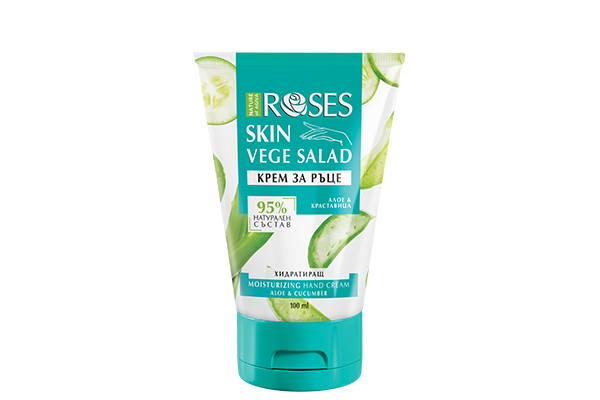 NATURE of AGIVA
ROSES
SKIN
VEGE SALAD
КРЕМ ЗА РЪЦЕ
АЛОЕ &
КРАСТАВИЦА
95%
НАТУРАЛЕН
СЪСТАВ
ХИДРАТИРАЩ
MOISTURIZING HAND CREAM
ALOE & CUCUMBER
100 ml